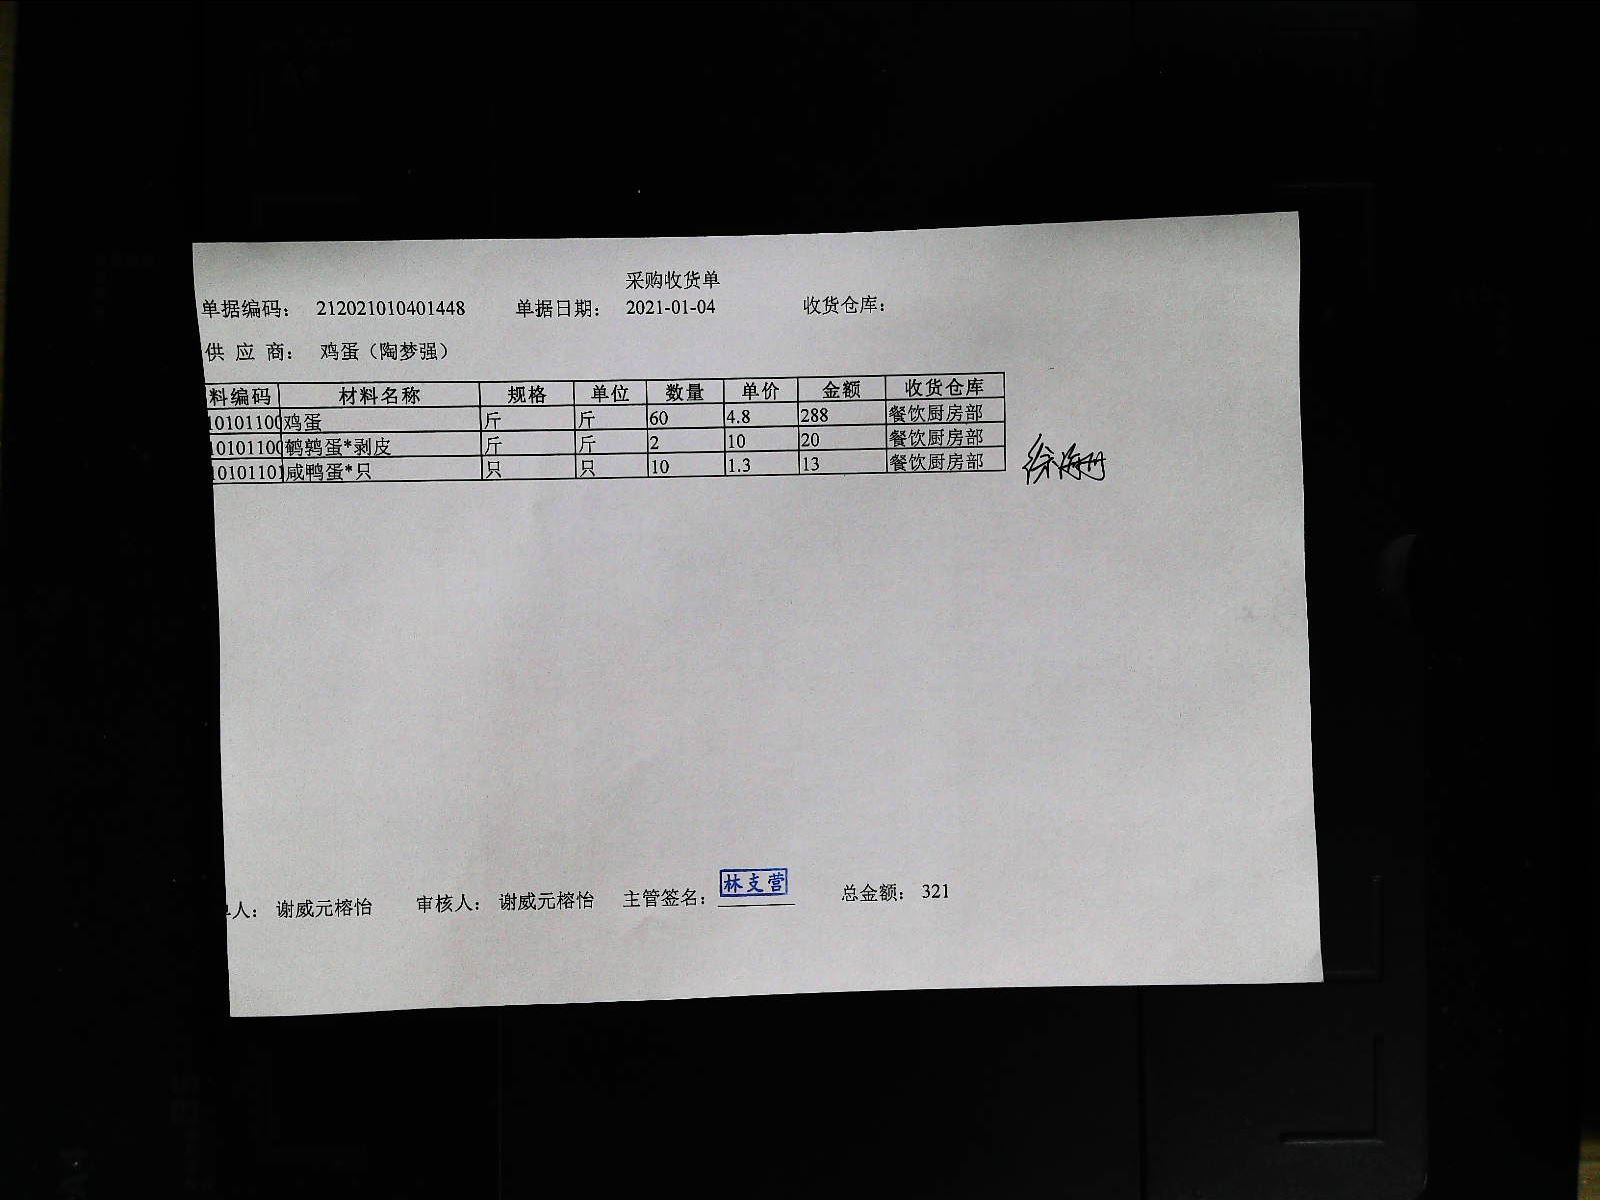 采购收货单
单据编码： 212021010401448 单据日期： 2021-01-04 收货仓库：
供 应 商： 鸡蛋（陶梦强）
料编码 材料名称 规格 单位 数量 单价 金额 收货仓库
10101100 鸡蛋 斤 斤 60 4.8 288 餐饮厨房部
10101100 鹌鹑蛋*剥皮 斤 斤 2 10 20 餐饮厨房部
10101101 咸鸭蛋*只 只 只 10 1.3 13 餐饮厨房部
人： 谢威元榕怡 审核人： 谢威元榕怡 主管签名： 林支营 总金额： 321